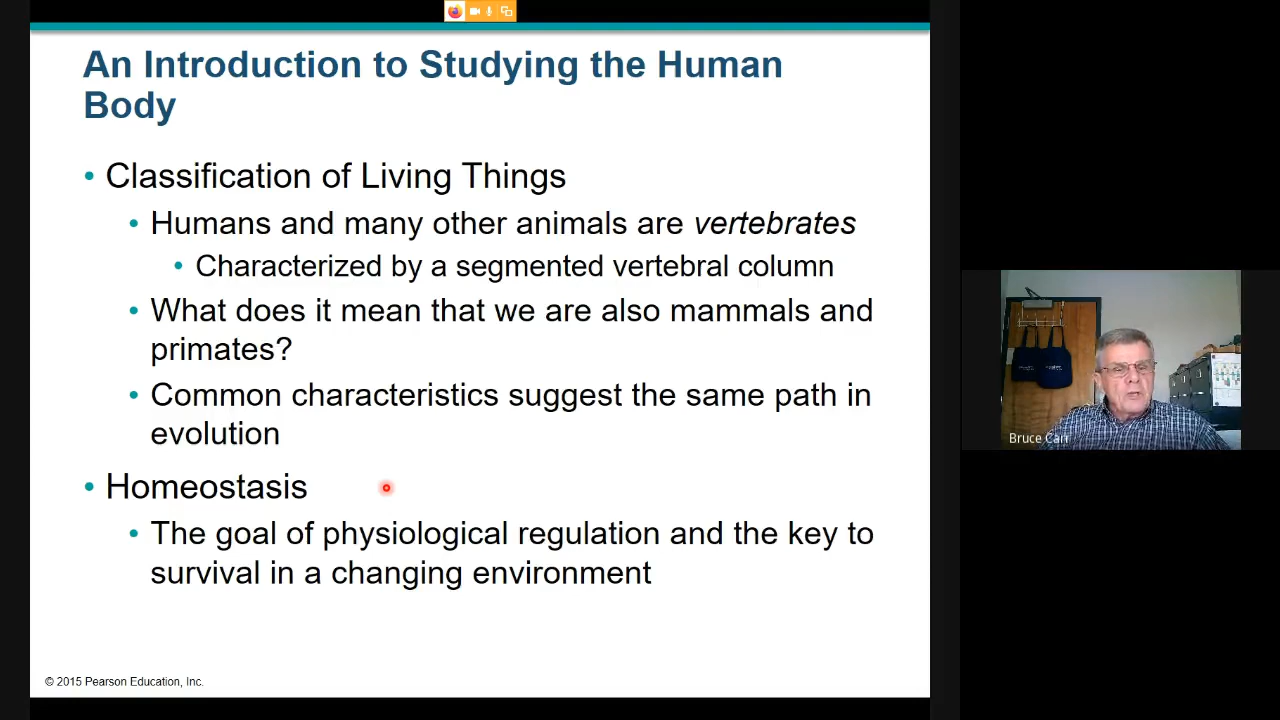 An Introduction to Studying the Human
Body
• Classification of Living Things
• Humans and many other animals are vertebrates
• Characterized by a segmented vertebral column
• What does it mean that we are also mammals and
primates?
• Common characteristics suggest the same path in
evolution
• Homeostasis
• The goal of physiological regulation and the key to
survival in a changing environment
© 2015 Pearson Education, Inc.
Bruce Carr